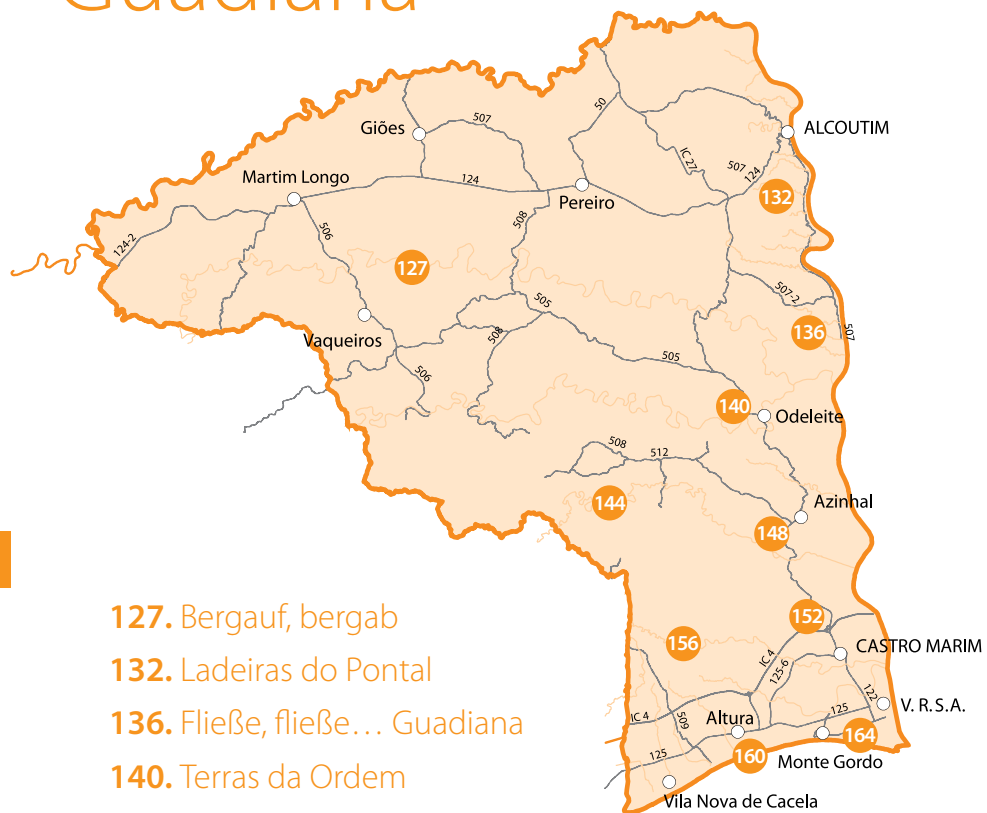 Guadiana
Giões
507
50
ALCOUTIM
IC 27
507
124
Martim Longo
124
Pereiro
132
124-2
506
508
127
507-2
505
136
507
Vaqueiros
508
505
506
140
Odeleite
508
512
144
Azinhal
148
127. Bergauf, bergab
132. Ladeiras do Pontal
136. Fließe, fließe… Guadiana
140. Terras da Ordem
152
156
IC 4
125-6
CASTRO MARIM
122
IC 4
509
Altura
125
V. R. S.A.
164
125
160
Monte Gordo
Vila Nova de Cacela